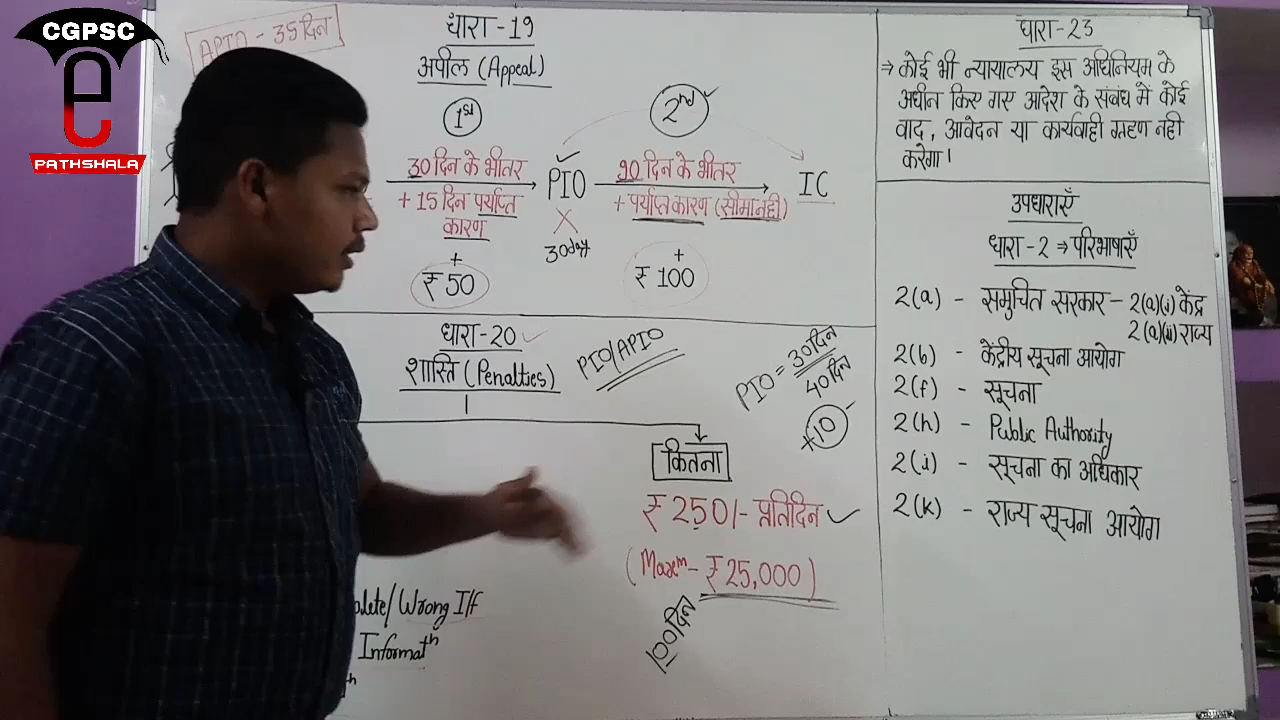 CGPSC
e
PATHSHALA
APIO - 35 दिन
धारा-19
अपील (Appeal)
1st
2nd
30 दिन के भीतर
PIO
90 दिन के भीतर
IC
+ 15 दिन पर्याप्त
कारण
30 days
+ पर्याप्त कारण (सीमा नही)
+
₹ 50
+
₹ 100
धारा-20
शास्ति (Penalties)
PIO/APIO
PIO = 30 दिन
40 दिन
+10
कितना
₹ 250/- प्रतिदिन
(Maxm - ₹ 25,000)
100 दिन
Wrong I/f
Informatn
धारा-23
⇒ कोई भी न्यायालय इस अधिनियम के
अधीन किए गए आदेश के संबंध में कोई
वाद, आवेदन या कार्यवाही ग्रहण नही
करेगा।
उपधाराएँ
धारा-2 ⇒ परिभाषाएँ
2(a) - समुचित सरकार - 2(a)(i) केंद्र
2(a)(ii) राज्य
2(b) - केंद्रीय सूचना आयोग
2(f) - सूचना
2(h) - Public Authority
2(j) - सूचना का अधिकार
2(k) - राज्य सूचना आयोग